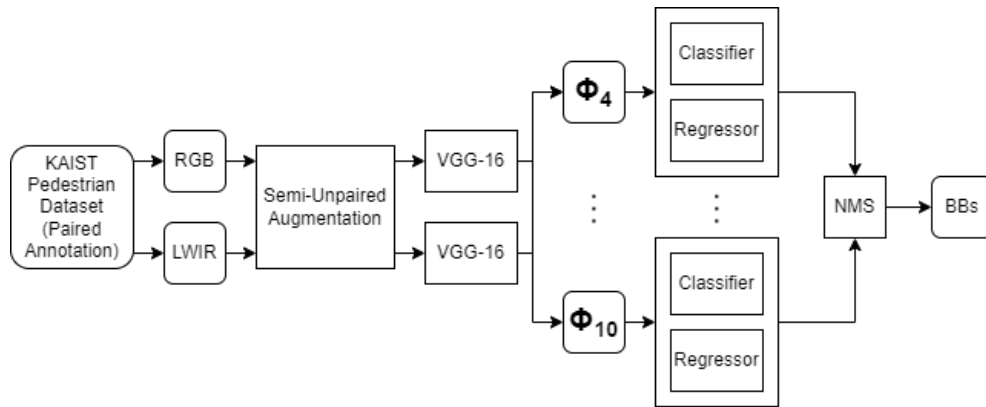 KAIST
Pedestrian
Dataset
(Paired
Annotation)
RGB
LWIR
Semi-Unpaired
Augmentation
VGG-16
VGG-16
Φ4
⋮
Φ10
Classifier
Regressor
⋮
Classifier
Regressor
NMS
BBs